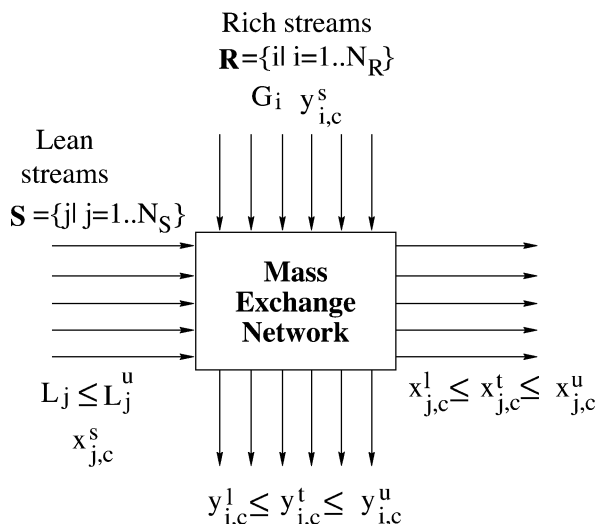 Rich streams
R={i| i=1..N_R}
G_i y^s_{i,c}
Lean
streams
S ={j| j=1..N_S}
Mass
Exchange
Network
L_j ≤ L^u_j
x^s_{j,c}
x^l_{j,c} ≤ x^t_{j,c} ≤ x^u_{j,c}
y^l_{i,c} ≤ y^t_{i,c} ≤ y^u_{i,c}